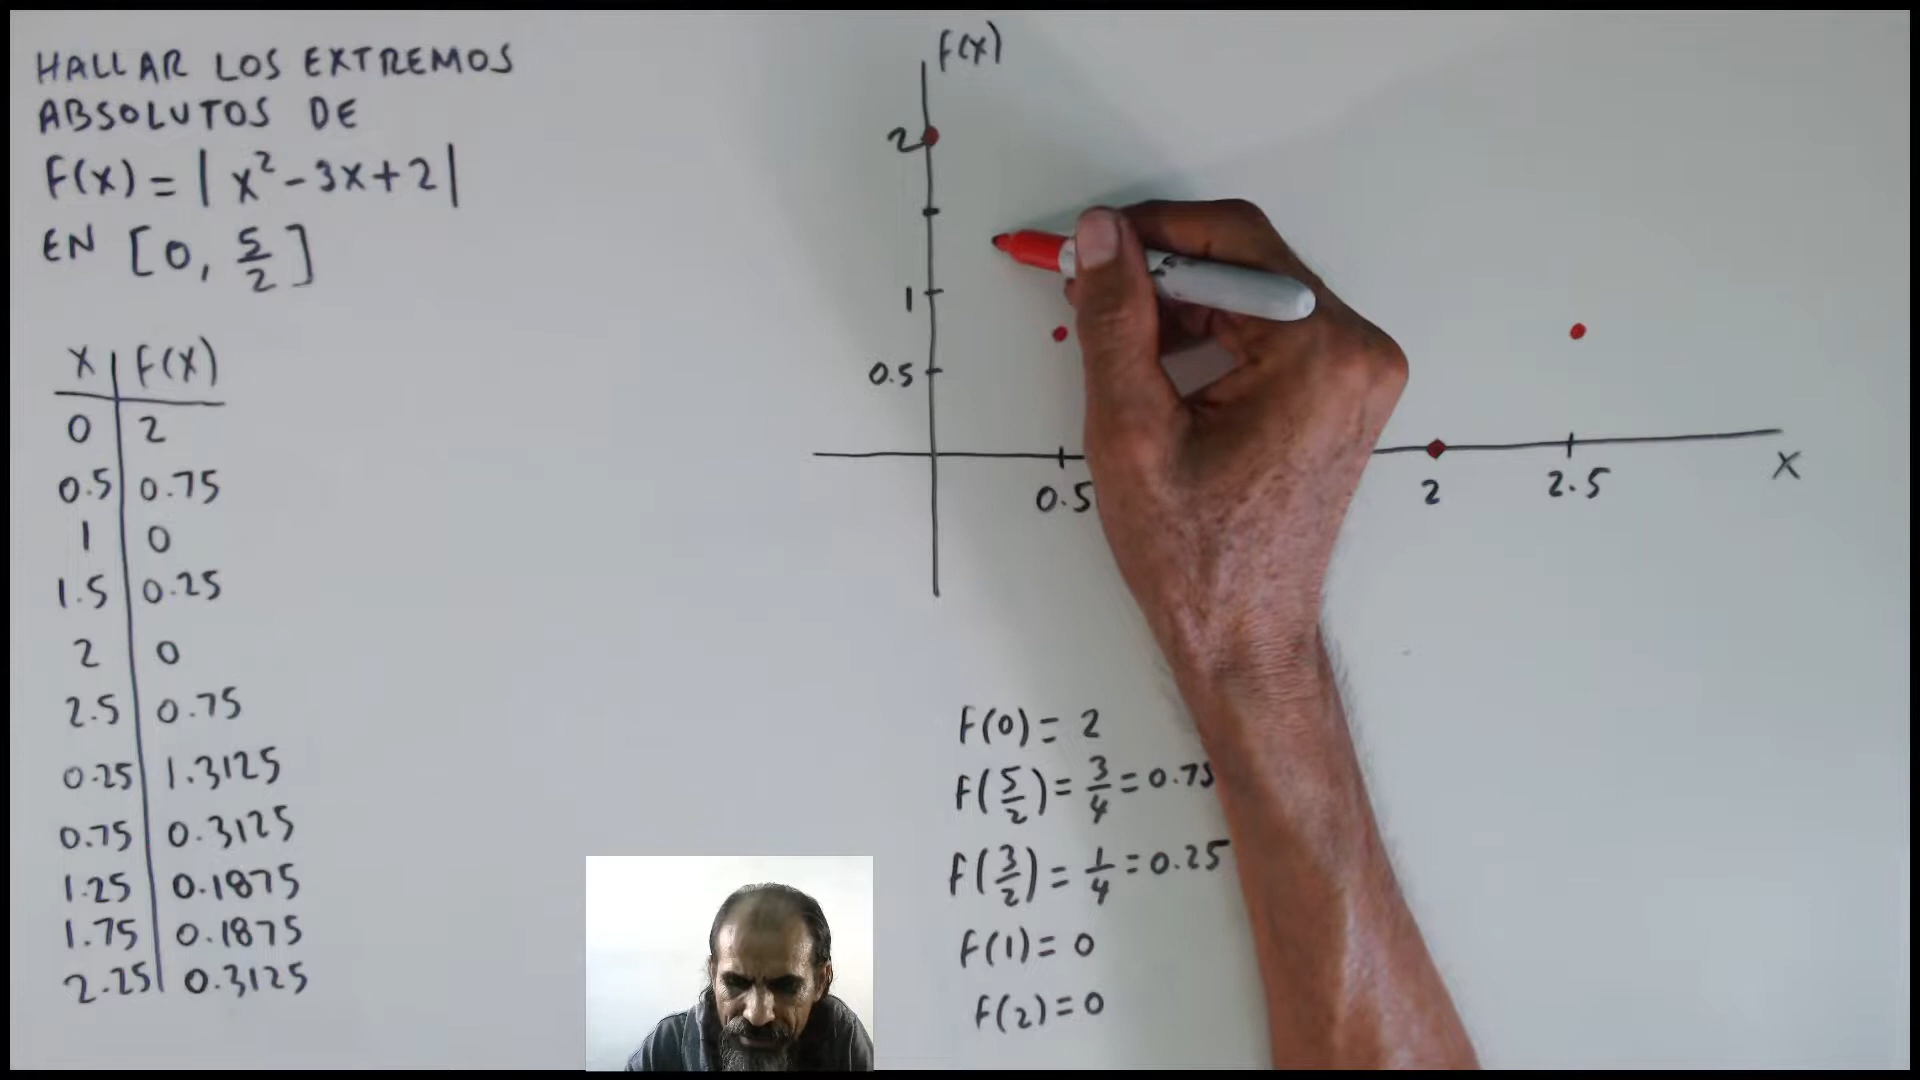 HALLAR LOS EXTREMOS
ABSOLUTOS DE
F(X) = | X² - 3X + 2 |
EN [0, 5/2]
X | F(X)
0 | 2
0.5 | 0.75
1 | 0
1.5 | 0.25
2 | 0
2.5 | 0.75
0.25 | 1.3125
0.75 | 0.3125
1.25 | 0.1875
1.75 | 0.1875
2.25 | 0.3125
F(X)
2
1
0.5
0.5 2 2.5 X
F(0) = 2
F(5/2) = 3/4 = 0.75
F(3/2) = 1/4 = 0.25
F(1) = 0
F(2) = 0